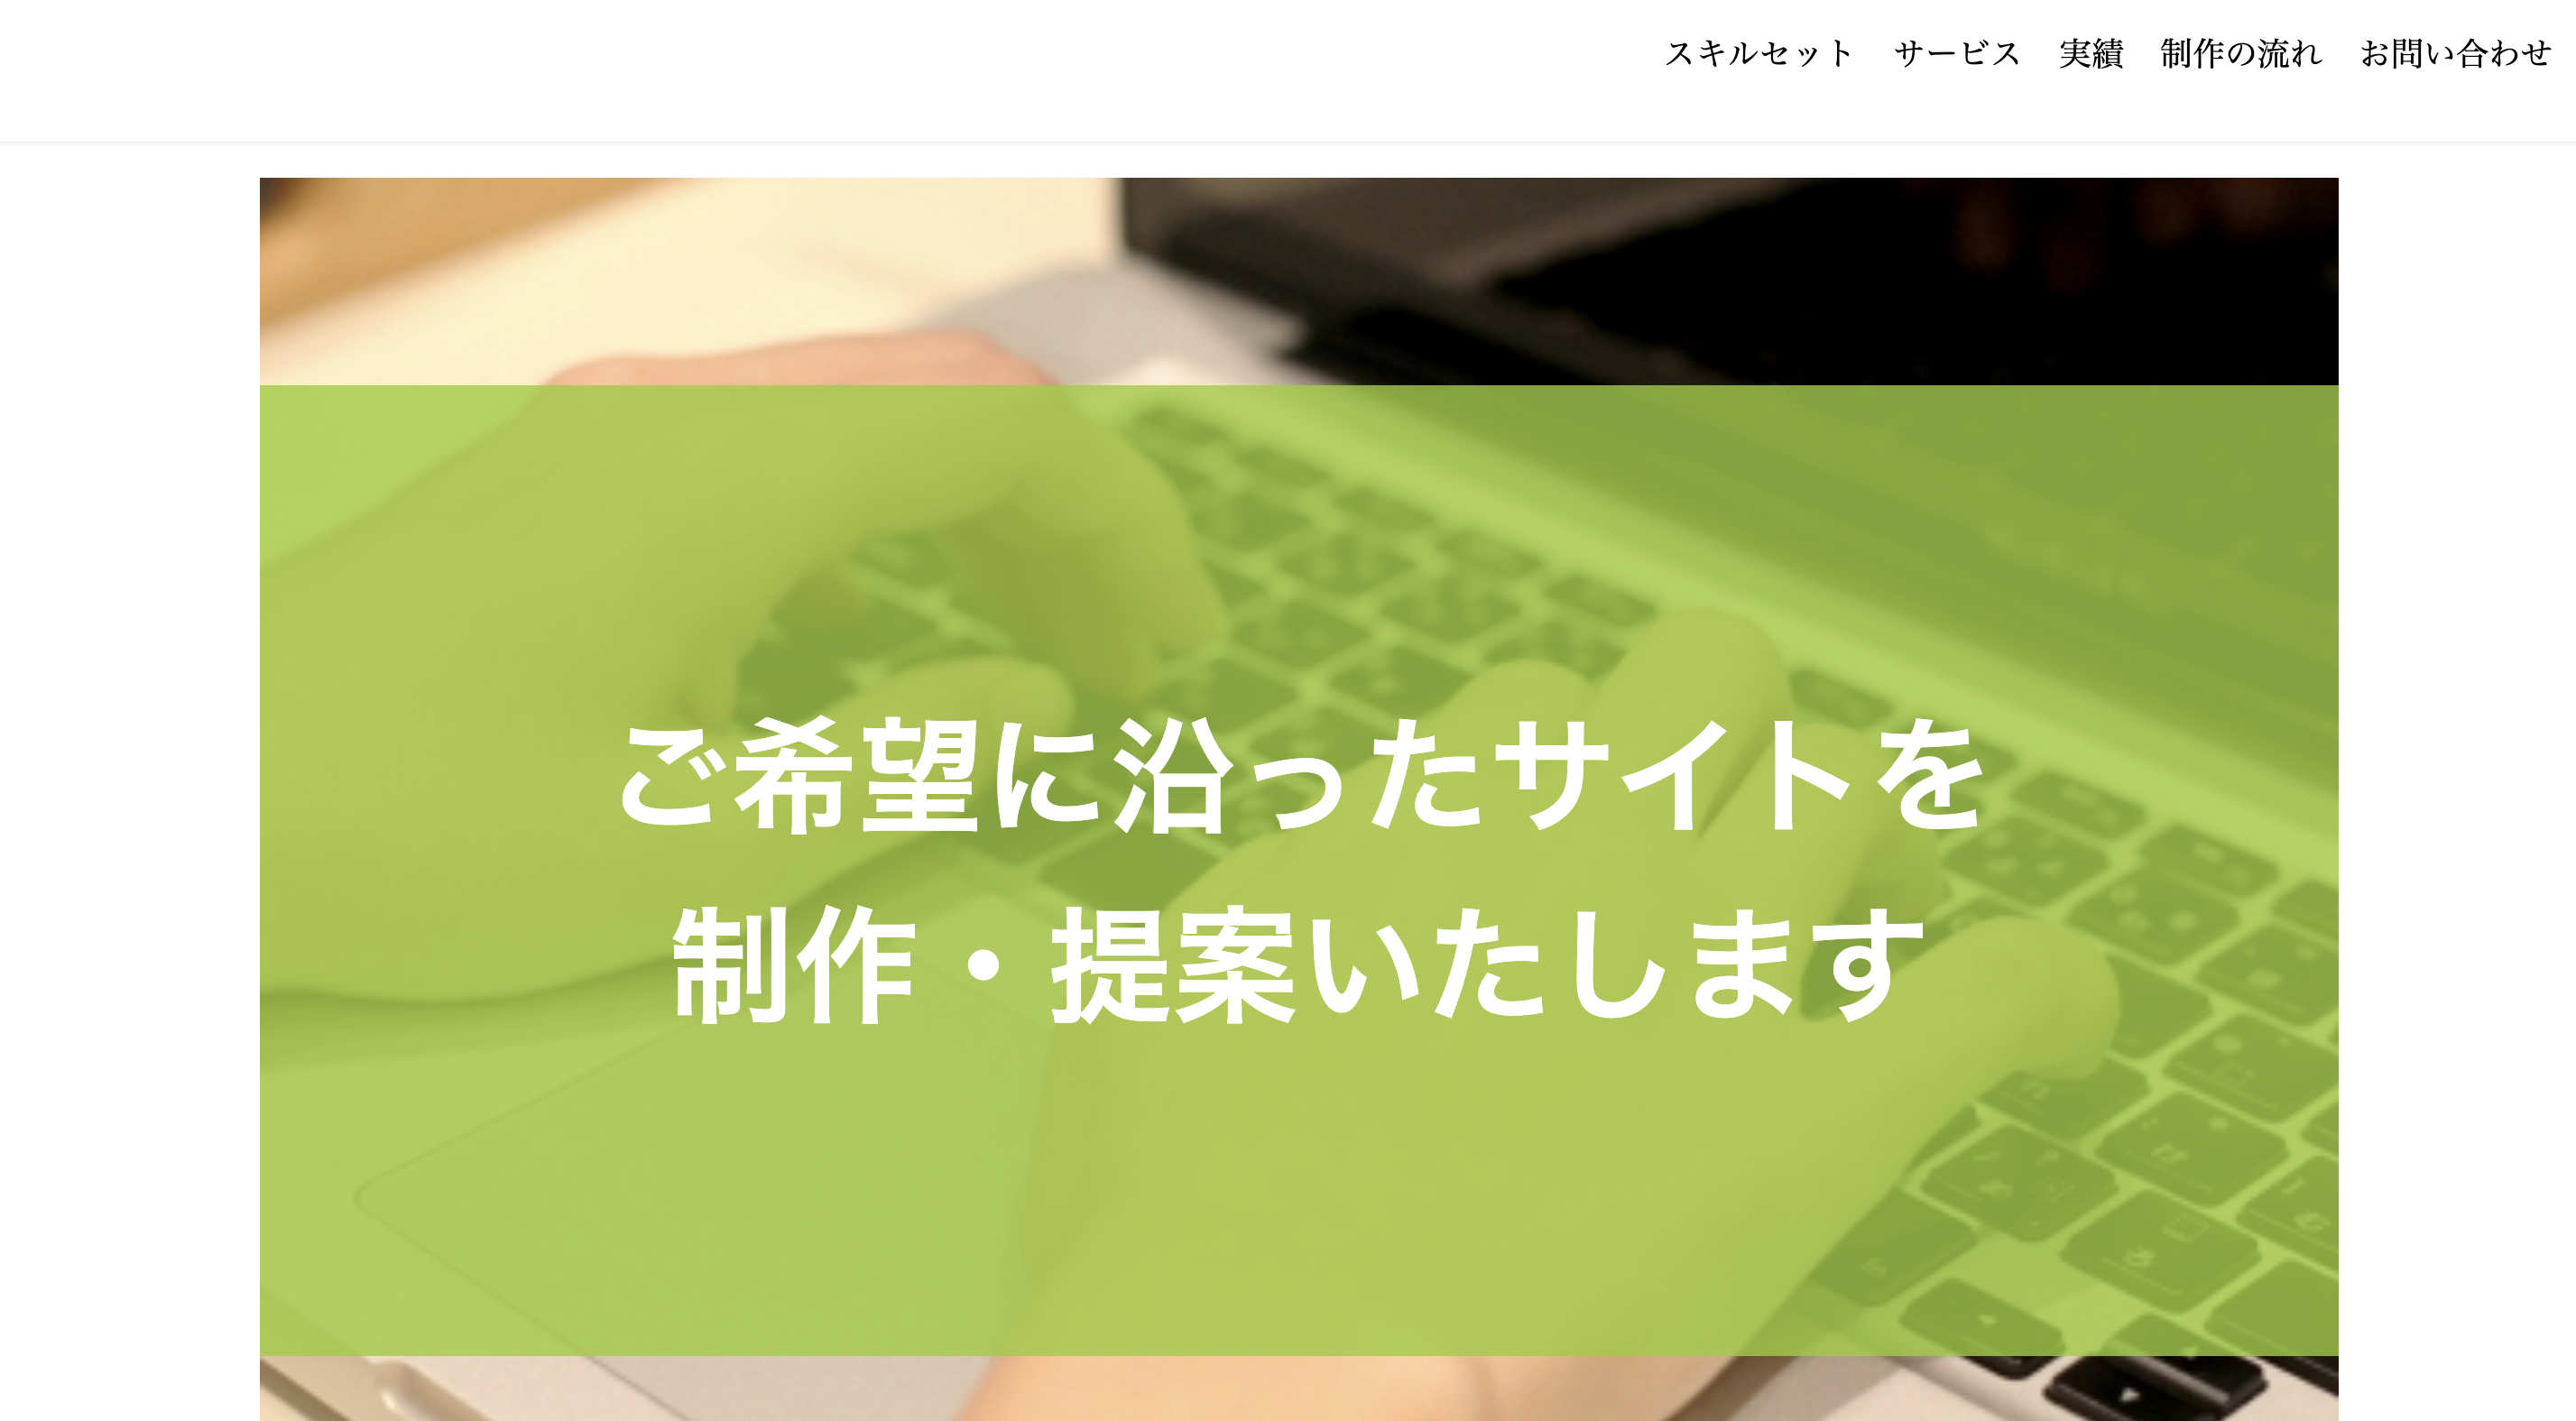 スキルセット サービス 実績 制作の流れ お問い合わせ
ご希望に沿ったサイトを
制作・提案いたします